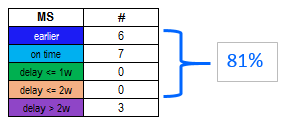 MS #
earlier 6
on time 7
delay <= 1w 0
delay <= 2w 0
delay > 2w 3
81%